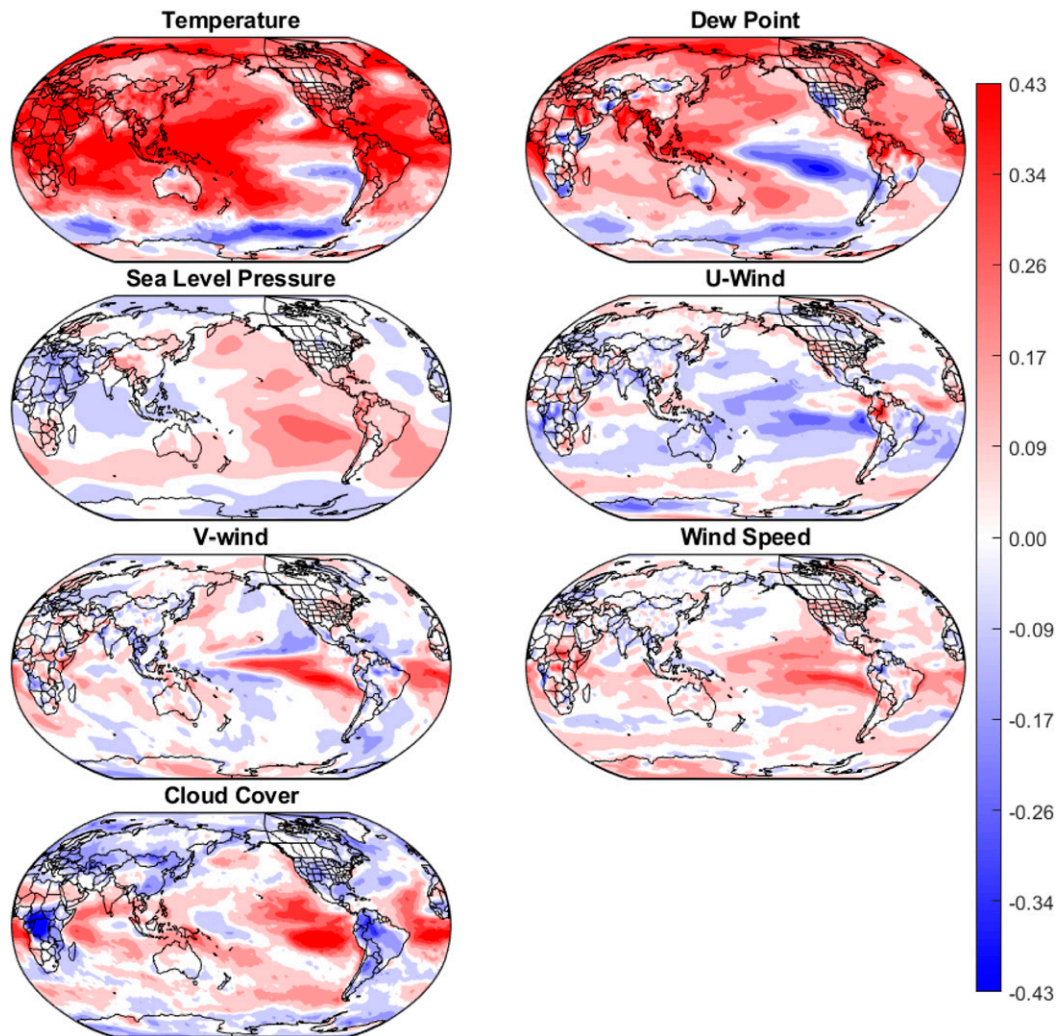 Temperature
Dew Point
Sea Level Pressure
U-Wind
V-wind
Wind Speed
Cloud Cover
0.43
0.34
0.26
0.17
0.09
0.00
-0.09
-0.17
-0.26
-0.34
-0.43